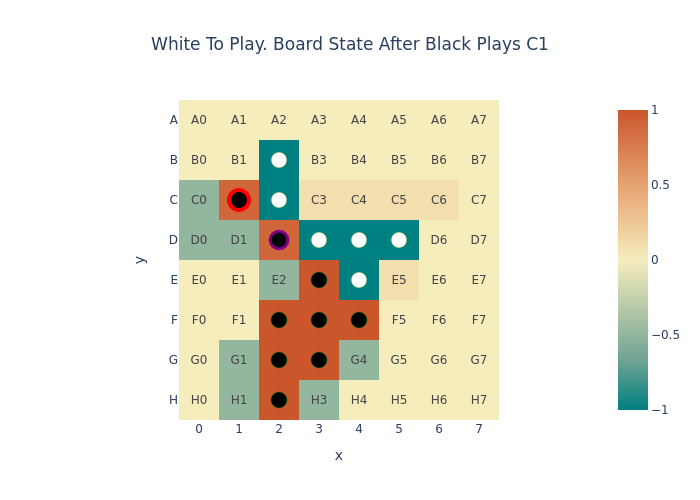 White To Play. Board State After Black Plays C1
A A0 A1 A2 A3 A4 A5 A6 A7
B B0 B1 B3 B4 B5 B6 B7
C C0 C3 C4 C5 C6 C7
D D0 D1 D6 D7
E E0 E1 E2 E5 E6 E7
F F0 F1 F5 F6 F7
G G0 G1 G4 G5 G6 G7
H H0 H1 H3 H4 H5 H6 H7
0 1 2 3 4 5 6 7
x
y
1
0.5
0
−0.5
−1